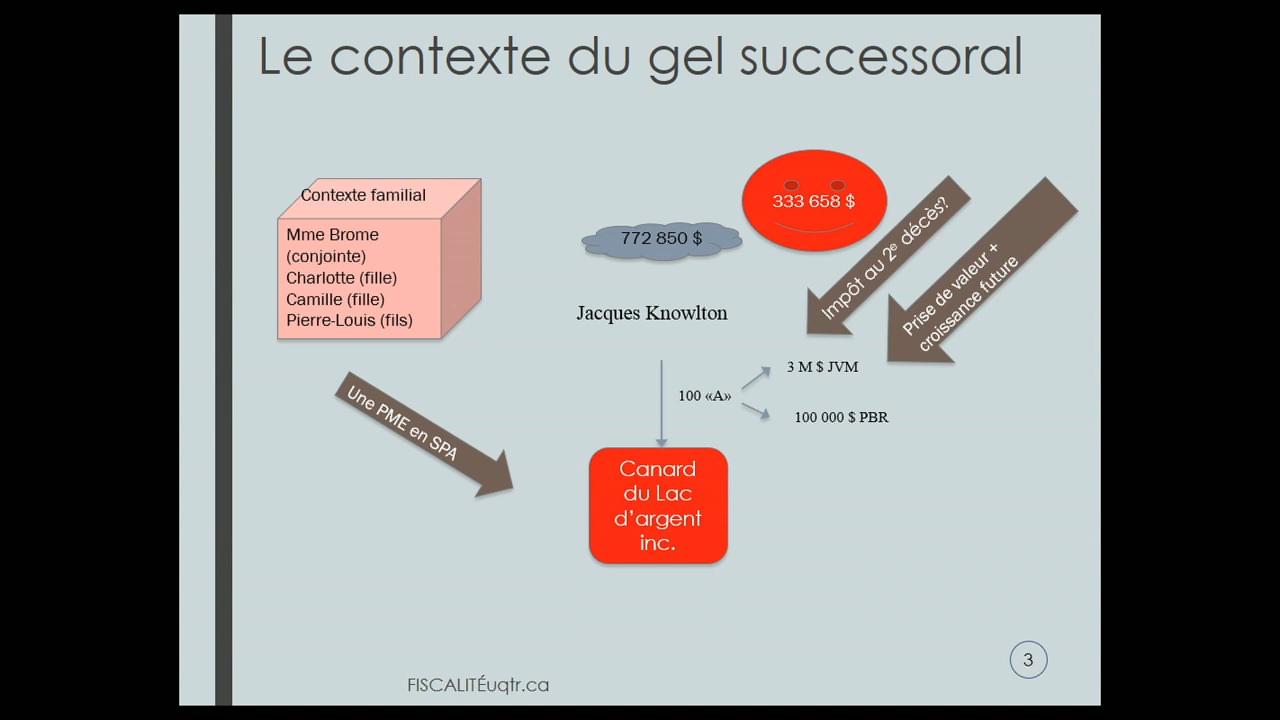 Le contexte du gel successoral
Contexte familial
Mme Brome
(conjointe)
Charlotte (fille)
Camille (fille)
Pierre-Louis (fils)
772 850 $
333 658 $
Impôt au 2e décès?
Prise de valeur +
croissance future
Jacques Knowlton
3 M $ JVM
100 «A»
100 000 $ PBR
Une PME en SPA
Canard
du Lac
d’argent
inc.
3
FISCALITÉuqtr.ca